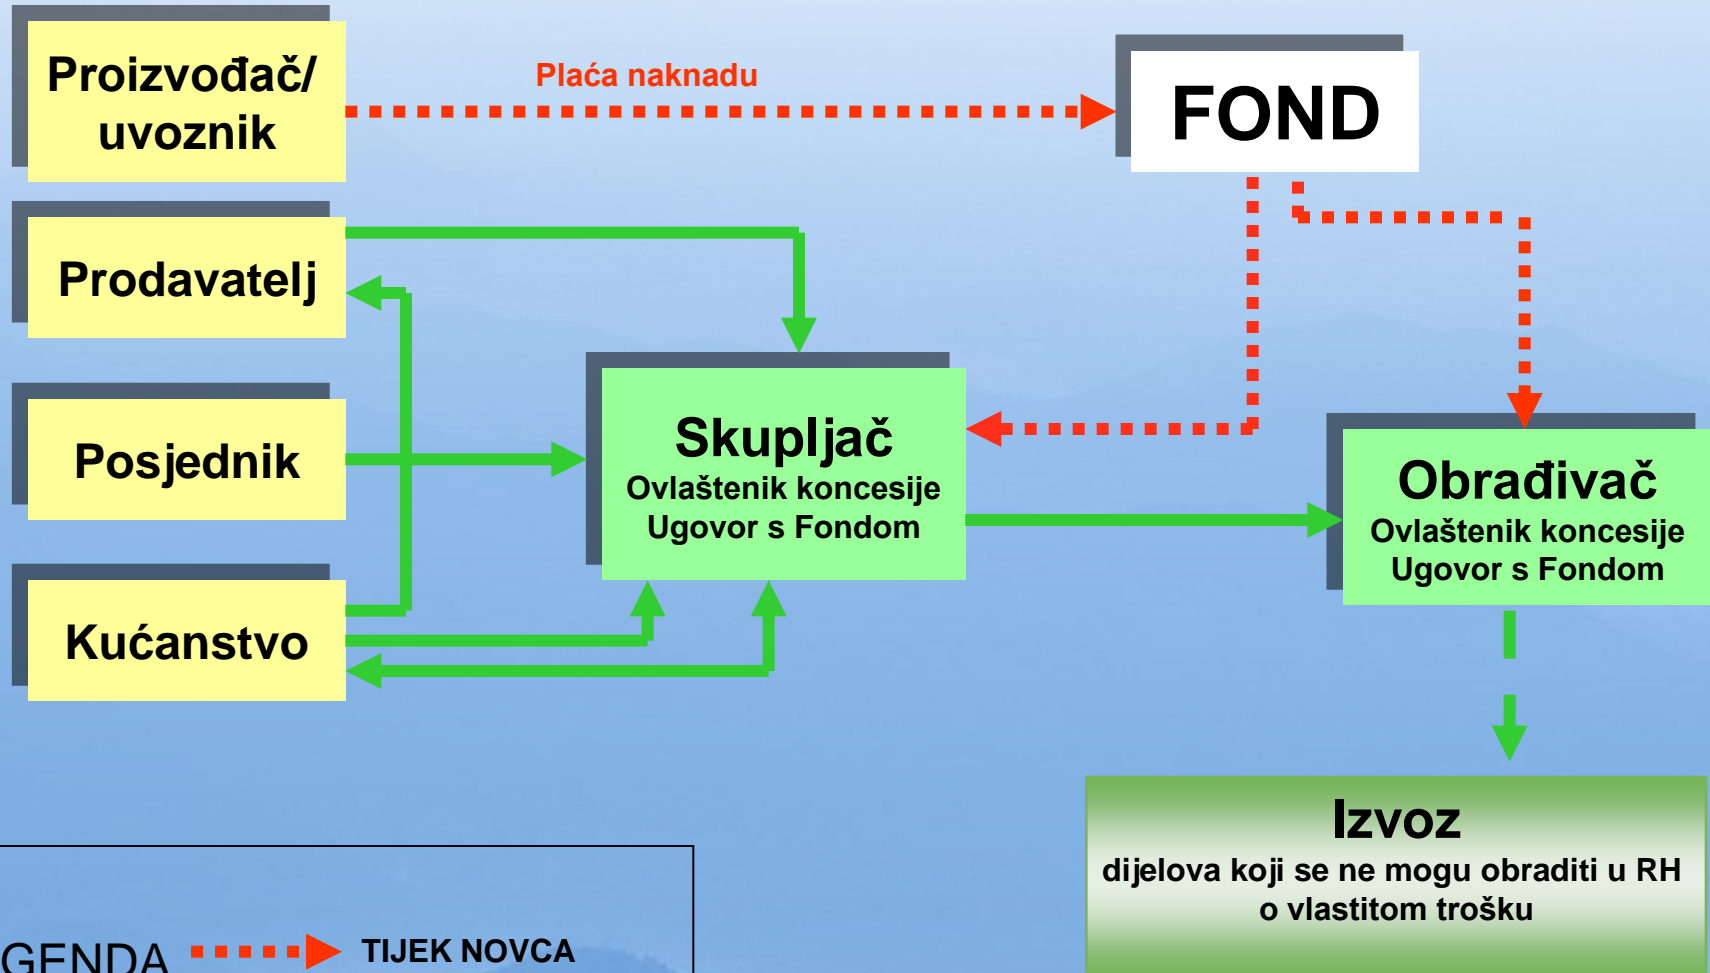 Proizvođač/
uvoznik
Plaća naknadu
FOND
Prodavatelj
Posjednik
Skupljač
Ovlaštenik koncesije
Ugovor s Fondom
Obrađivač
Ovlaštenik koncesije
Ugovor s Fondom
Kućanstvo
Izvoz
dijelova koji se ne mogu obraditi u RH
o vlastitom trošku
GENDA
TIJEK NOVCA